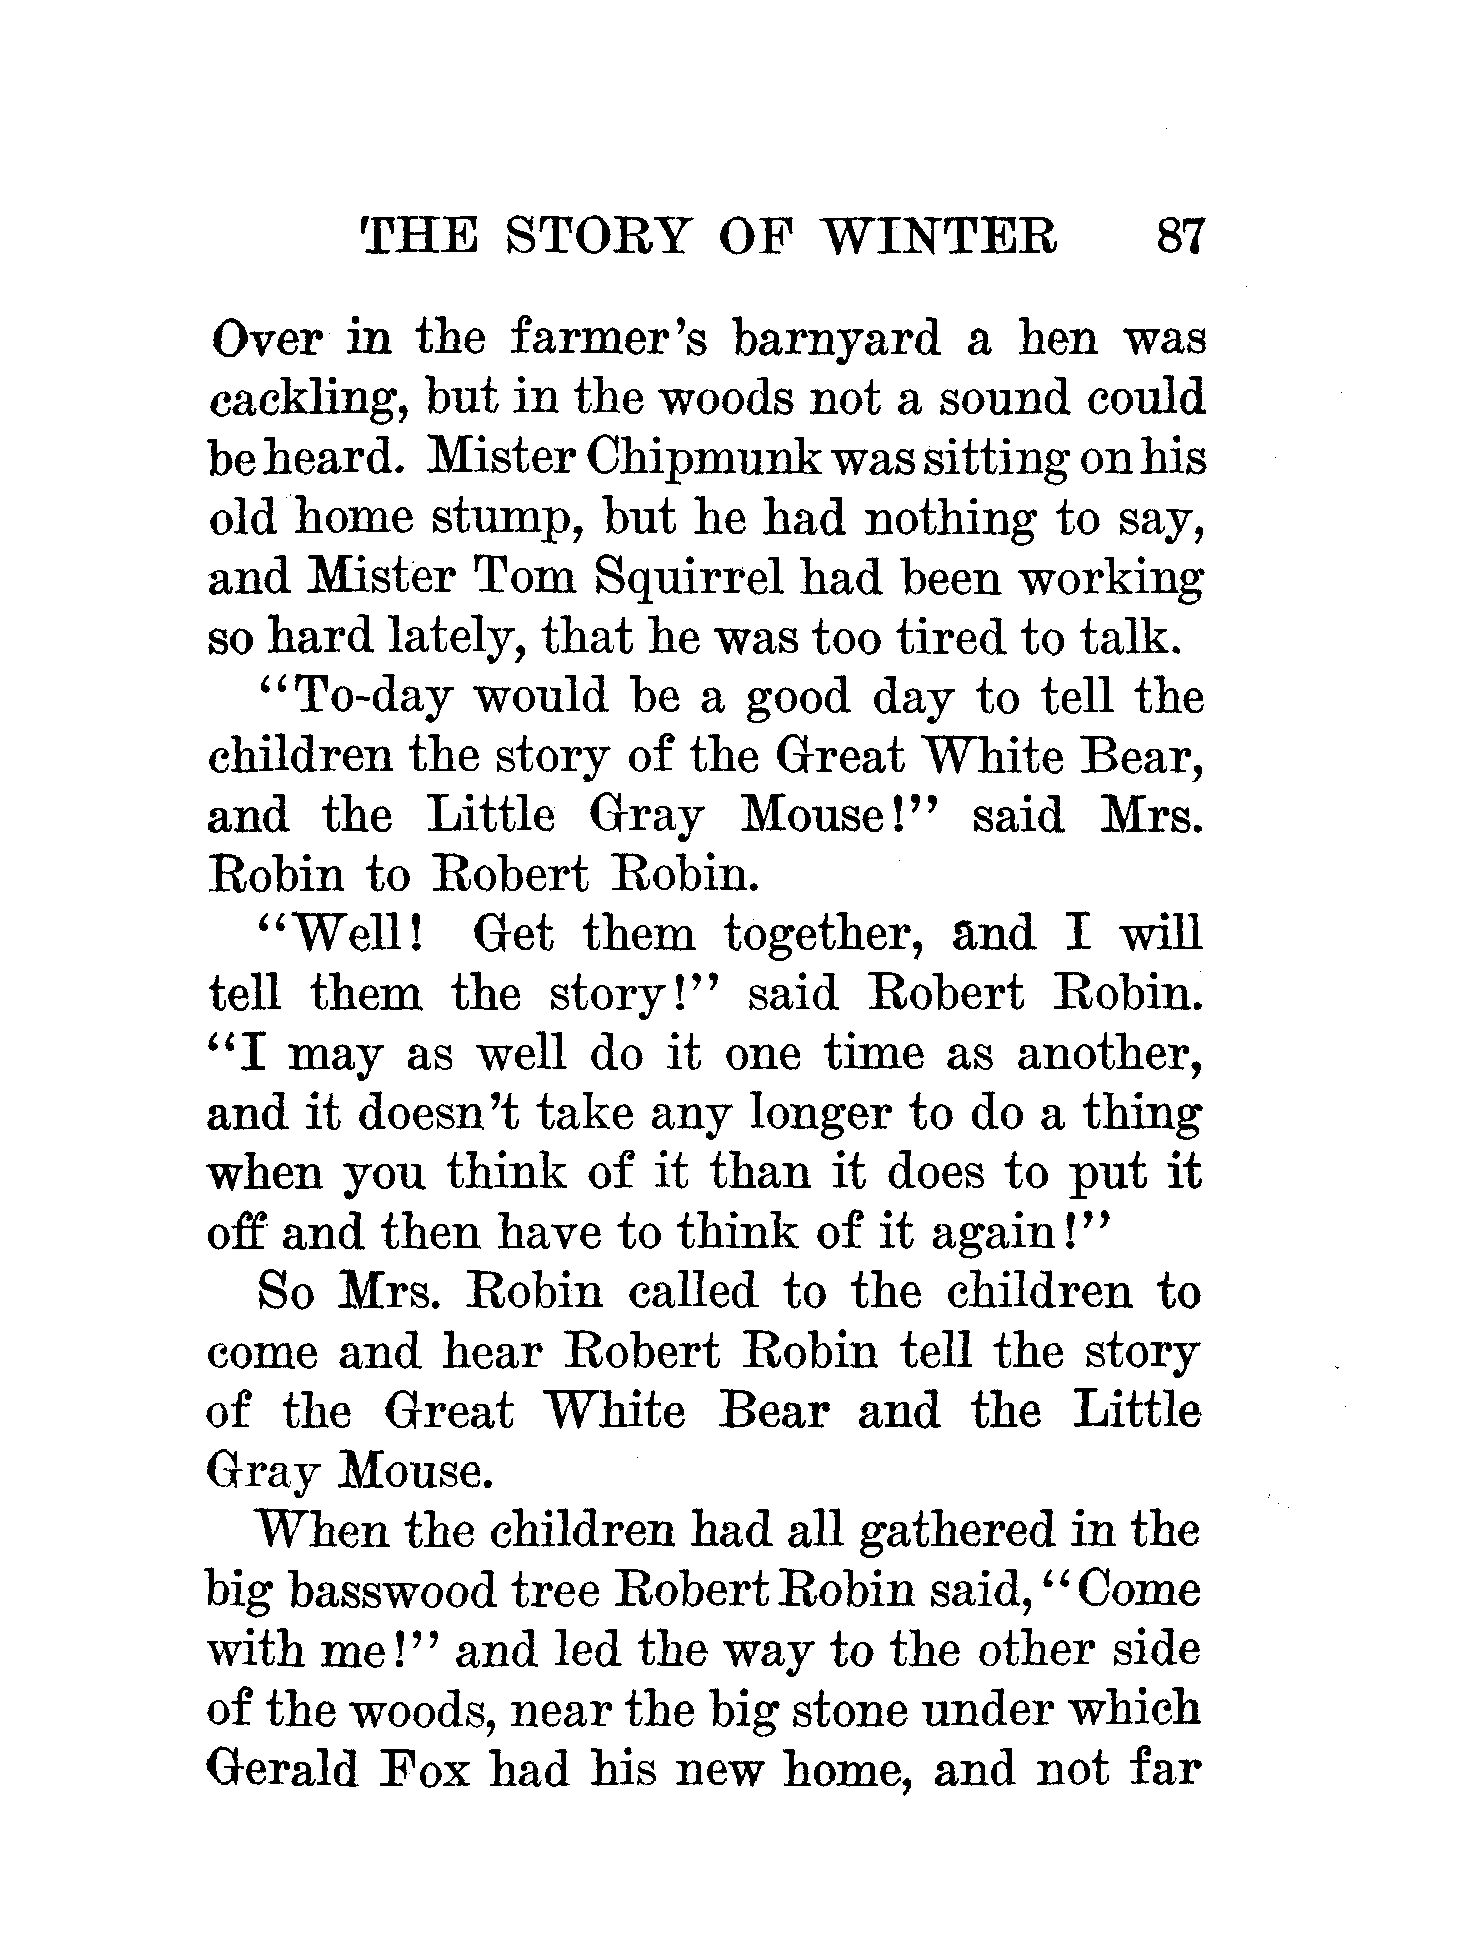 THE STORY OF WINTER 87
Over in the farmer's barnyard a hen was
cackling, but in the woods not a sound could
be heard. Mister Chipmunk was sitting on his
old home stump, but he had nothing to say,
and Mister Tom Squirrel had been working
so hard lately, that he was too tired to talk.
"To-day would be a good day to tell the
children the story of the Great White Bear,
and the Little Gray Mouse!" said Mrs.
Robin to Robert Robin.
"Well! Get them together, and I will
tell them the story!" said Robert Robin.
"I may as well do it one time as another,
and it doesn't take any longer to do a thing
when you think of it than it does to put it
off and then have to think of it again!"
So Mrs. Robin called to the children to
come and hear Robert Robin tell the story
of the Great White Bear and the Little
Gray Mouse.
When the children had all gathered in the
big basswood tree Robert Robin said, "Come
with me!" and led the way to the other side
of the woods, near the big stone under which
Gerald Fox had his new home, and not far